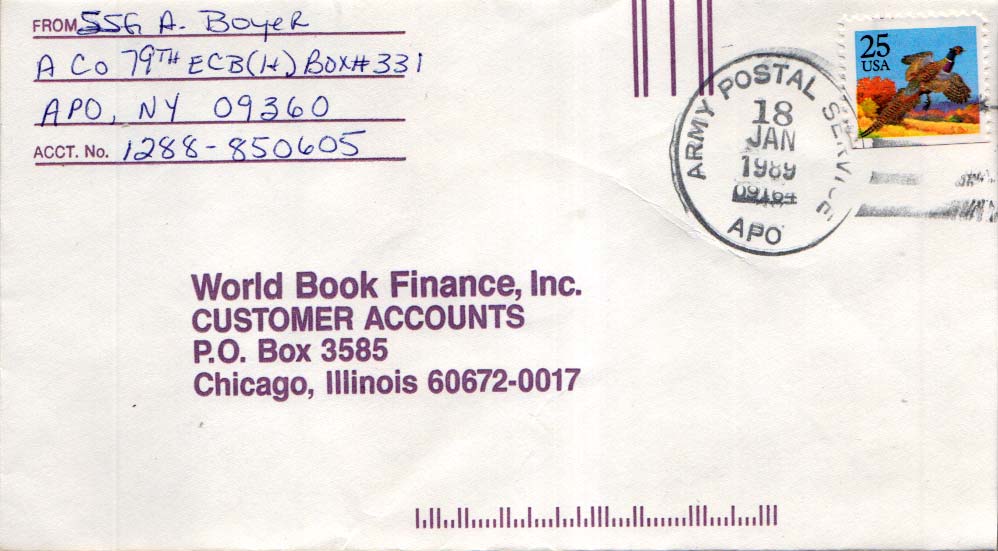 FROM SSG A. Boyer
A Co 79TH ECB(H) Box# 331
APO, NY 09360
ACCT. No. 1288-850605
25
USA
ARMY POSTAL SERVICE
18
JAN
1989
09164
APO
World Book Finance, Inc.
CUSTOMER ACCOUNTS
P.O. Box 3585
Chicago, Illinois 60672-0017